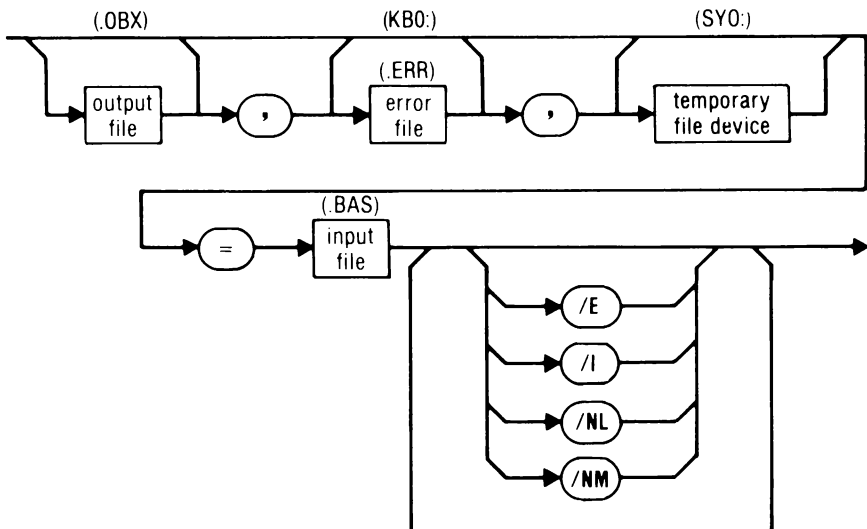 (.OBX) (KB0:) (SY0:)
(.ERR)
output file , error file , temporary file device
(.BAS)
= input file
/E
/I
/NL
/NM